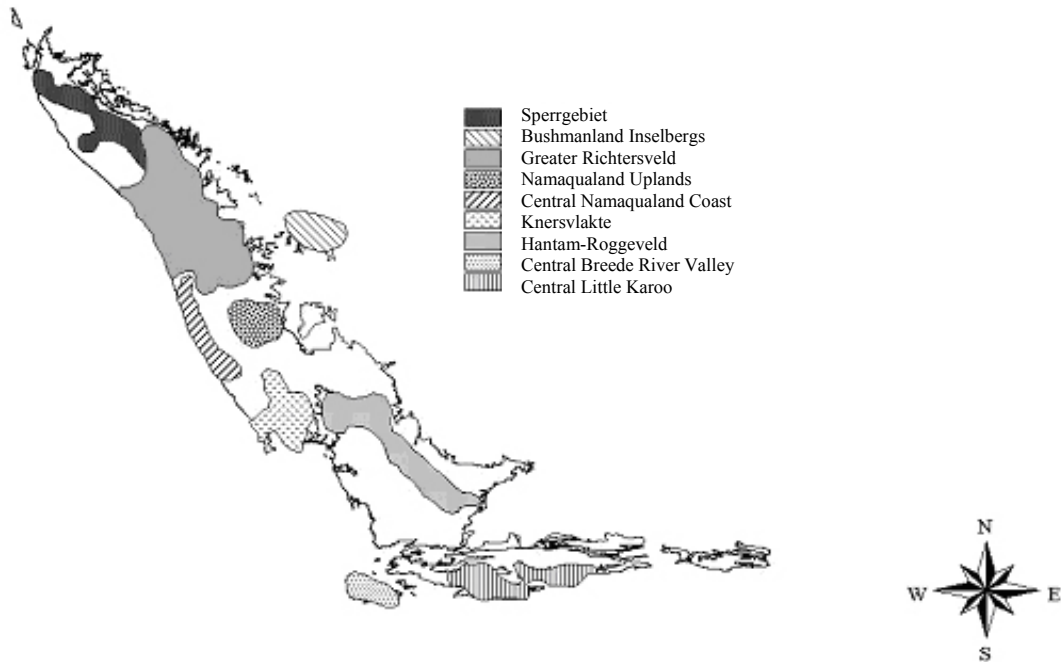 Sperrgebiet
Bushmanland Inselbergs
Greater Richtersveld
Namaqualand Uplands
Central Namaqualand Coast
Knersvlakte
Hantam-Roggeveld
Central Breede River Valley
Central Little Karoo
N
W E
S